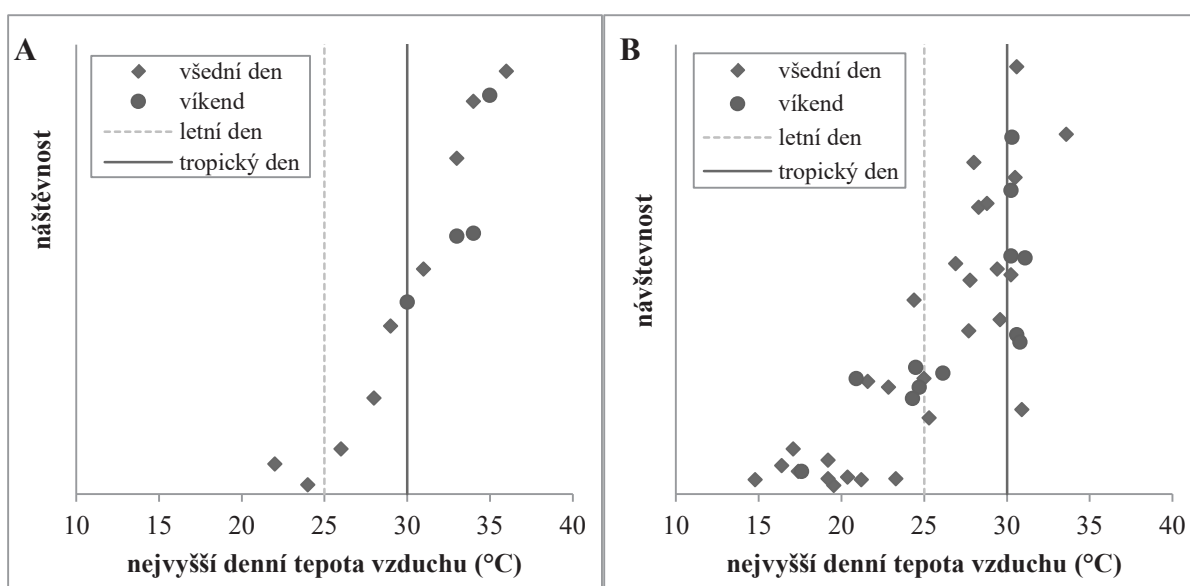 A
všední den
víkend
letní den
tropický den
náštěvnost
10 15 20 25 30 35 40
nejvyšší denní tepota vzduchu (°C)
B
všední den
víkend
letní den
tropický den
návštevnost
10 15 20 25 30 35 40
nejvyšší denní tepota vzduchu (°C)